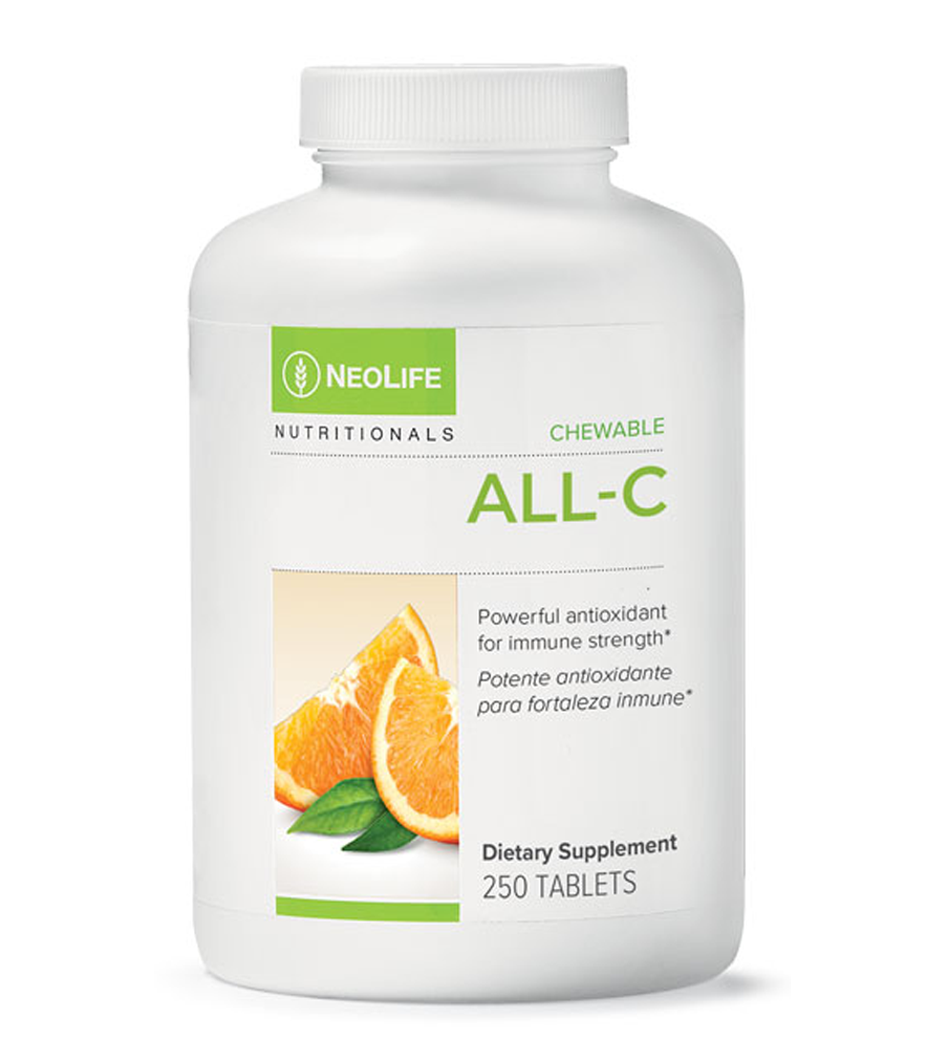 NEOLIFE
NUTRITIONALS
CHEWABLE
ALL-C
Powerful antioxidant
for immune strength*
Potente antioxidante
para fortaleza inmune*
Dietary Supplement
250 TABLETS